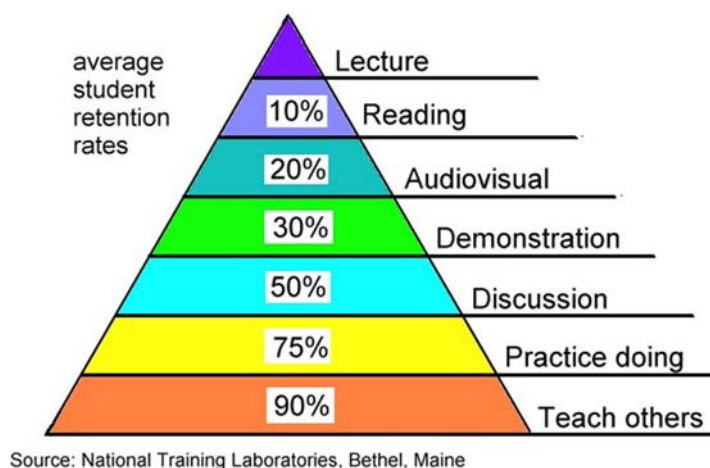 average
student
retention
rates
Lecture
10% Reading
20% Audiovisual
30% Demonstration
50% Discussion
75% Practice doing
90% Teach others
Source: National Training Laboratories, Bethel, Maine